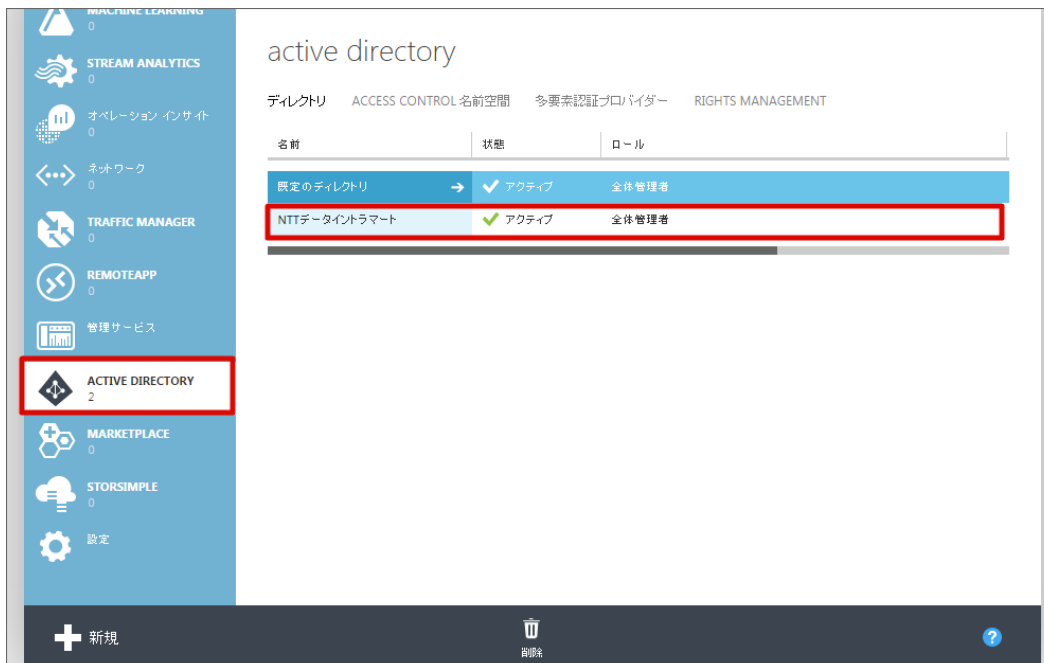 MACHINE LEARNING
0
STREAM ANALYTICS
0
オペレーション インサイト
0
ネットワーク
0
TRAFFIC MANAGER
0
REMOTEAPP
0
管理サービス
ACTIVE DIRECTORY
2
MARKETPLACE
0
STORSIMPLE
0
設定
active directory
ディレクトリ ACCESS CONTROL 名前空間 多要素認証プロバイダー RIGHTS MANAGEMENT
名前 状態 ロール
既定のディレクトリ アクティブ 全体管理者
NTTデータイントラマート アクティブ 全体管理者
新規
削除
?